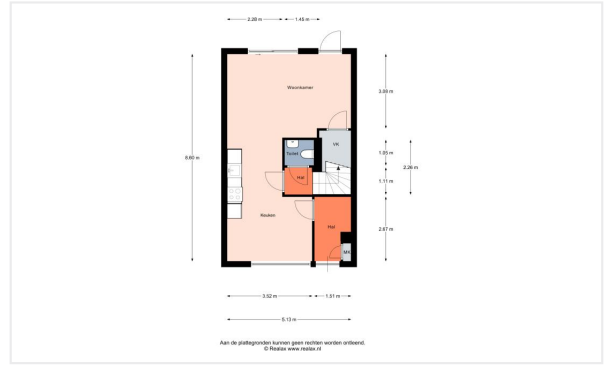 2.28 m
1.45 m
Woonkamer
3.08 m
VK
8.60 m
Toilet
1.05 m
2.26 m
Hal
1.11 m
Keuken
Hal
2.67 m
MK
3.52 m
1.51 m
5.13 m
Aan de plattegronden kunnen geen rechten worden ontleend.
© Realax www.realax.nl